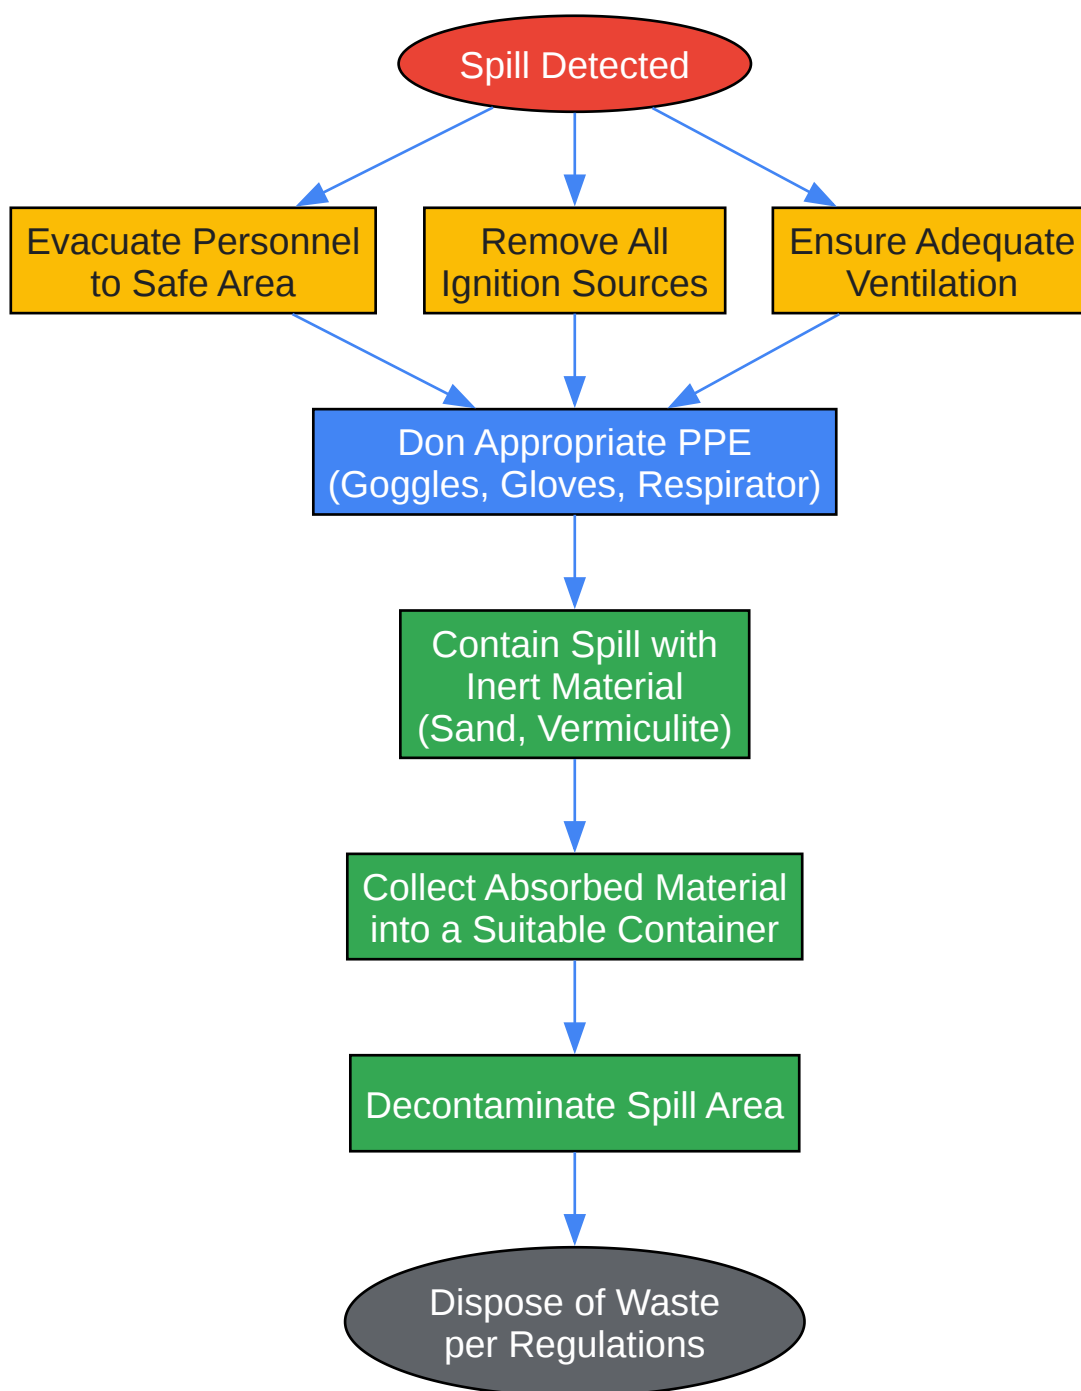 Spill Detected
Evacuate Personnel
to Safe Area
Remove All
Ignition Sources
Ensure Adequate
Ventilation
Don Appropriate PPE
(Goggles, Gloves, Respirator)
Contain Spill with
Inert Material
(Sand, Vermiculite)
Collect Absorbed Material
into a Suitable Container
Decontaminate Spill Area
Dispose of Waste
per Regulations